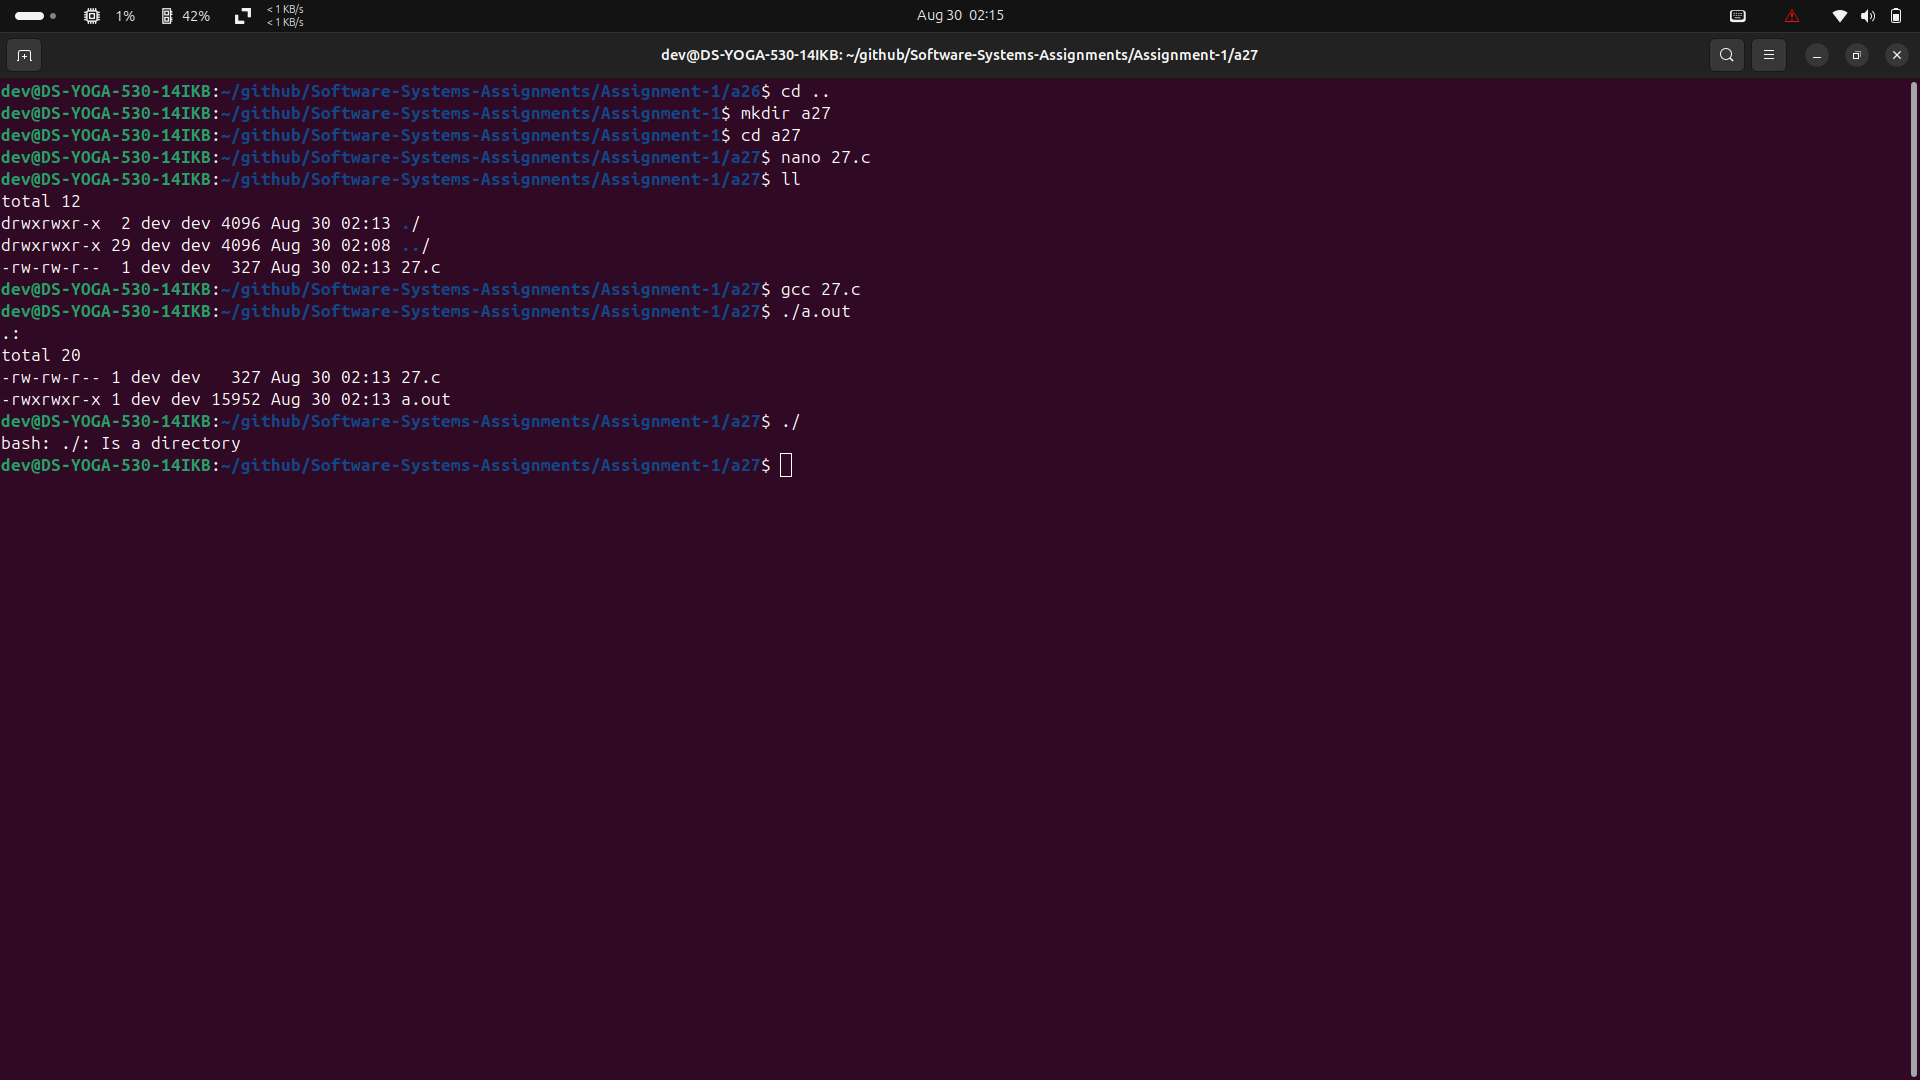 1% 42% < 1 KB/s
< 1 KB/s
Aug 30 02:15
dev@DS-YOGA-530-14IKB: ~/github/Software-Systems-Assignments/Assignment-1/a27
dev@DS-YOGA-530-14IKB:~/github/Software-Systems-Assignments/Assignment-1/a26$ cd ..
dev@DS-YOGA-530-14IKB:~/github/Software-Systems-Assignments/Assignment-1$ mkdir a27
dev@DS-YOGA-530-14IKB:~/github/Software-Systems-Assignments/Assignment-1$ cd a27
dev@DS-YOGA-530-14IKB:~/github/Software-Systems-Assignments/Assignment-1/a27$ nano 27.c
dev@DS-YOGA-530-14IKB:~/github/Software-Systems-Assignments/Assignment-1/a27$ ll
total 12
drwxrwxr-x  2 dev dev 4096 Aug 30 02:13 ./
drwxrwxr-x 29 dev dev 4096 Aug 30 02:08 ../
-rw-rw-r--  1 dev dev  327 Aug 30 02:13 27.c
dev@DS-YOGA-530-14IKB:~/github/Software-Systems-Assignments/Assignment-1/a27$ gcc 27.c
dev@DS-YOGA-530-14IKB:~/github/Software-Systems-Assignments/Assignment-1/a27$ ./a.out
.:
total 20
-rw-rw-r-- 1 dev dev   327 Aug 30 02:13 27.c
-rwxrwxr-x 1 dev dev 15952 Aug 30 02:13 a.out
dev@DS-YOGA-530-14IKB:~/github/Software-Systems-Assignments/Assignment-1/a27$ ./
bash: ./: Is a directory
dev@DS-YOGA-530-14IKB:~/github/Software-Systems-Assignments/Assignment-1/a27$